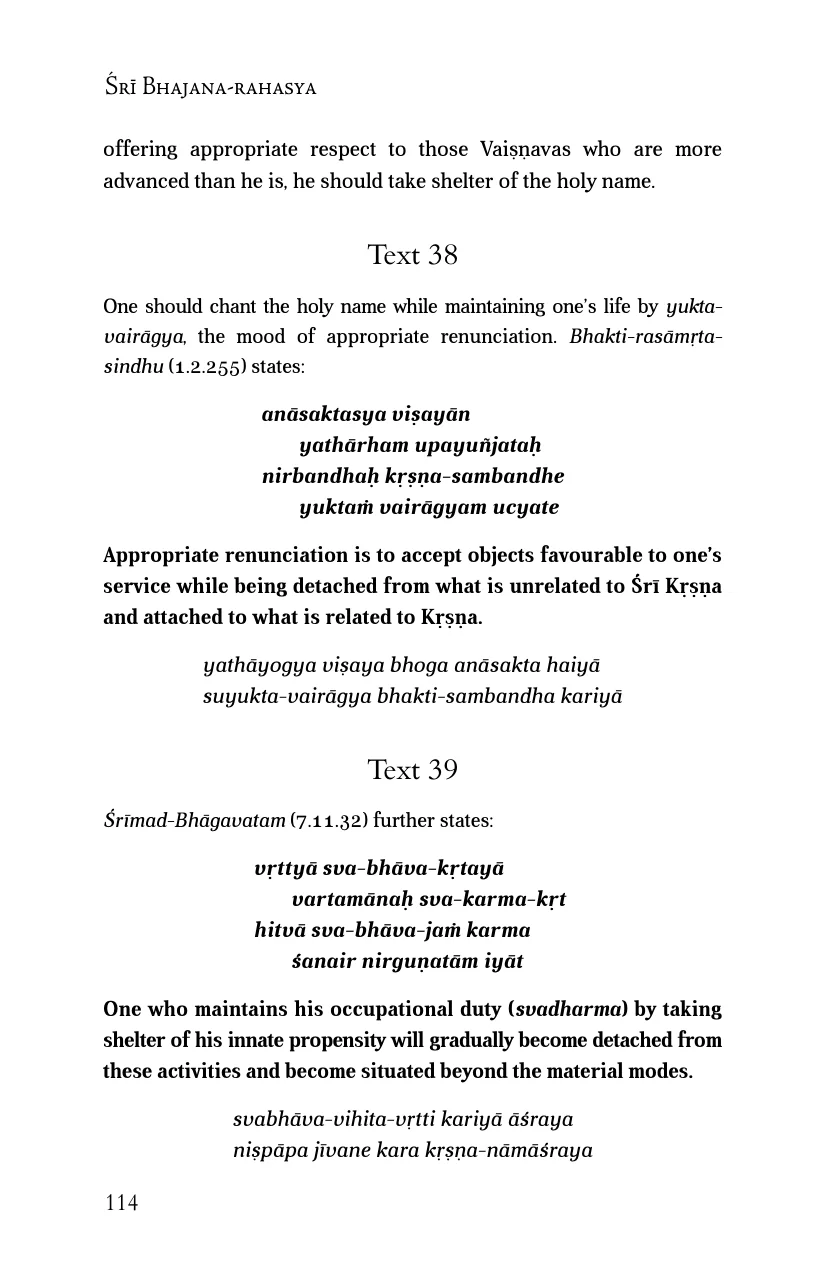 Śrī Bhajana-rahasya
offering appropriate respect to those Vaiṣṇavas who are more
advanced than he is, he should take shelter of the holy name.
Text 38
One should chant the holy name while maintaining one’s life by yukta-
vairāgya, the mood of appropriate renunciation. Bhakti-rasāmṛta-
sindhu (1.2.255) states:
anāsaktasya viṣayān
yathārham upayuñjataḥ
nirbandhaḥ kṛṣṇa-sambandhe
yuktaṁ vairāgyam ucyate
Appropriate renunciation is to accept objects favourable to one’s
service while being detached from what is unrelated to Śrī Kṛṣṇa
and attached to what is related to Kṛṣṇa.
yathāyogya viṣaya bhoga anāsakta haiyā
suyukta-vairāgya bhakti-sambandha kariyā
Text 39
Śrīmad-Bhāgavatam (7.11.32) further states:
vṛttyā sva-bhāva-kṛtayā
vartamānaḥ sva-karma-kṛt
hitvā sva-bhāva-jaṁ karma
śanair nirguṇatām iyāt
One who maintains his occupational duty (svadharma) by taking
shelter of his innate propensity will gradually become detached from
these activities and become situated beyond the material modes.
svabhāva-vihita-vṛtti kariyā āśraya
niṣpāpa jīvane kara kṛṣṇa-nāmāśraya
114